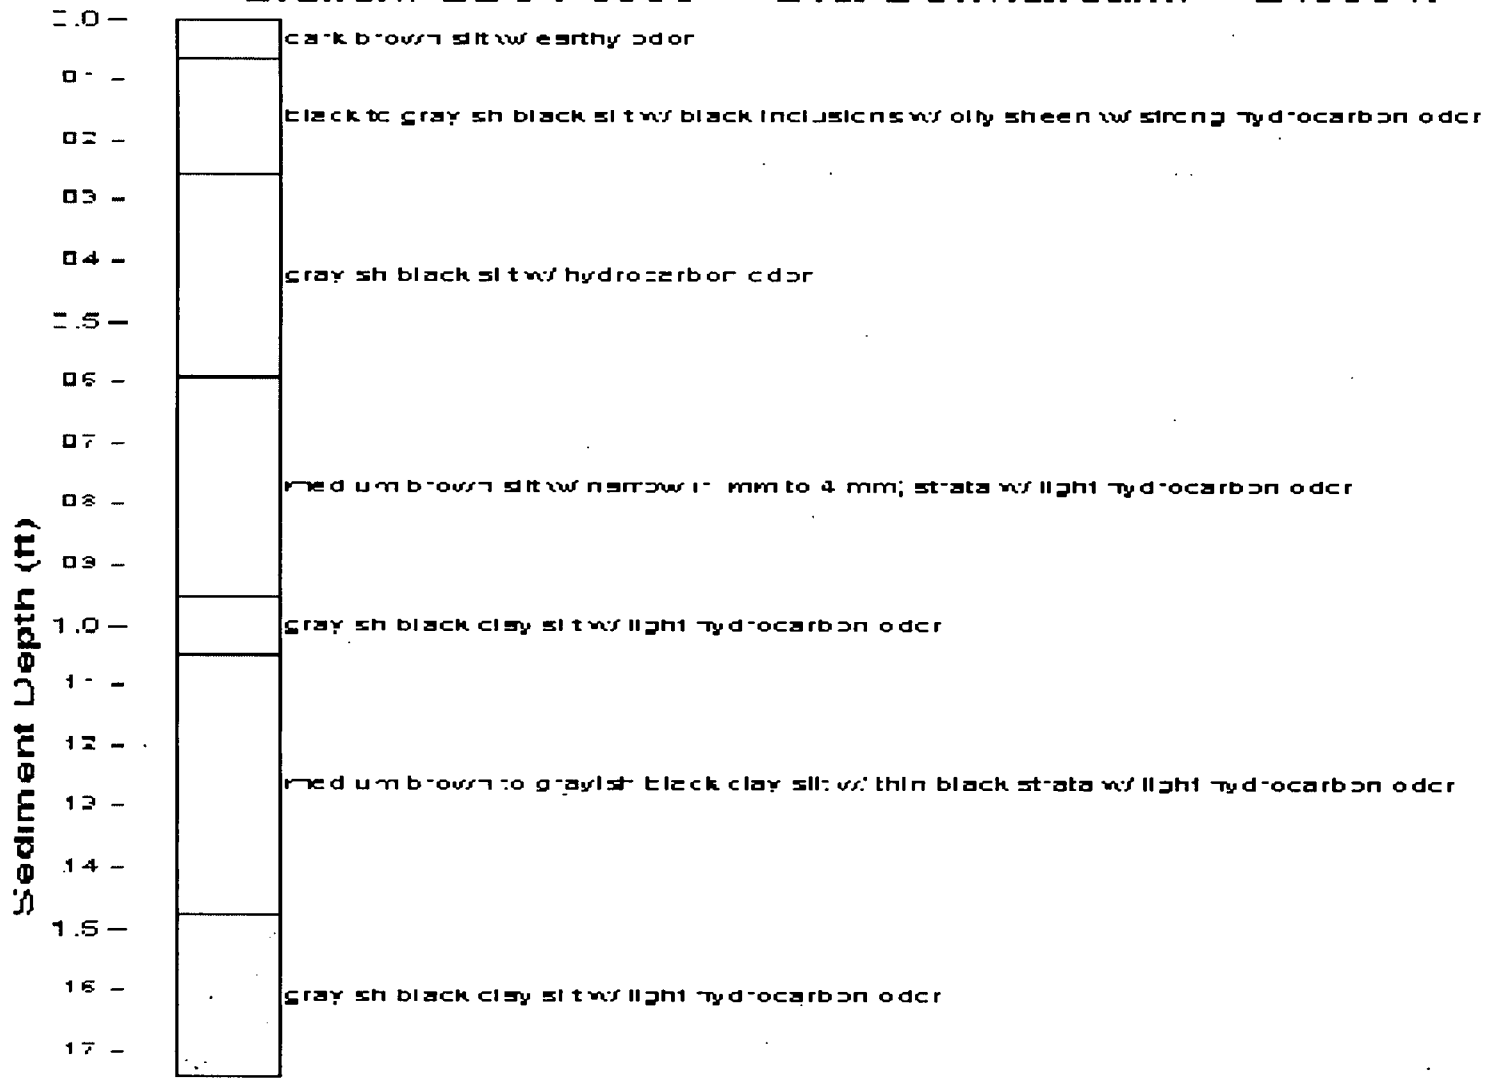 0.0
dark brown silt w/ earthy odor
0.1
black to grayish black silt w/ black inclusions w/ oily sheen w/ strong hydrocarbon odor
0.2
0.3
0.4
grayish black silt w/ hydrocarbon odor
0.5
0.6
0.7
medium brown silt w/ narrow (1 mm to 4 mm) strata w/ light hydrocarbon odor
0.8
0.9
Sediment Depth (ft)
1.0
grayish black clay silt w/ light hydrocarbon odor
1.1
1.2
medium brown to grayish black clay silt w/ thin black strata w/ light hydrocarbon odor
1.3
1.4
1.5
1.6
grayish black clay silt w/ light hydrocarbon odor
1.7